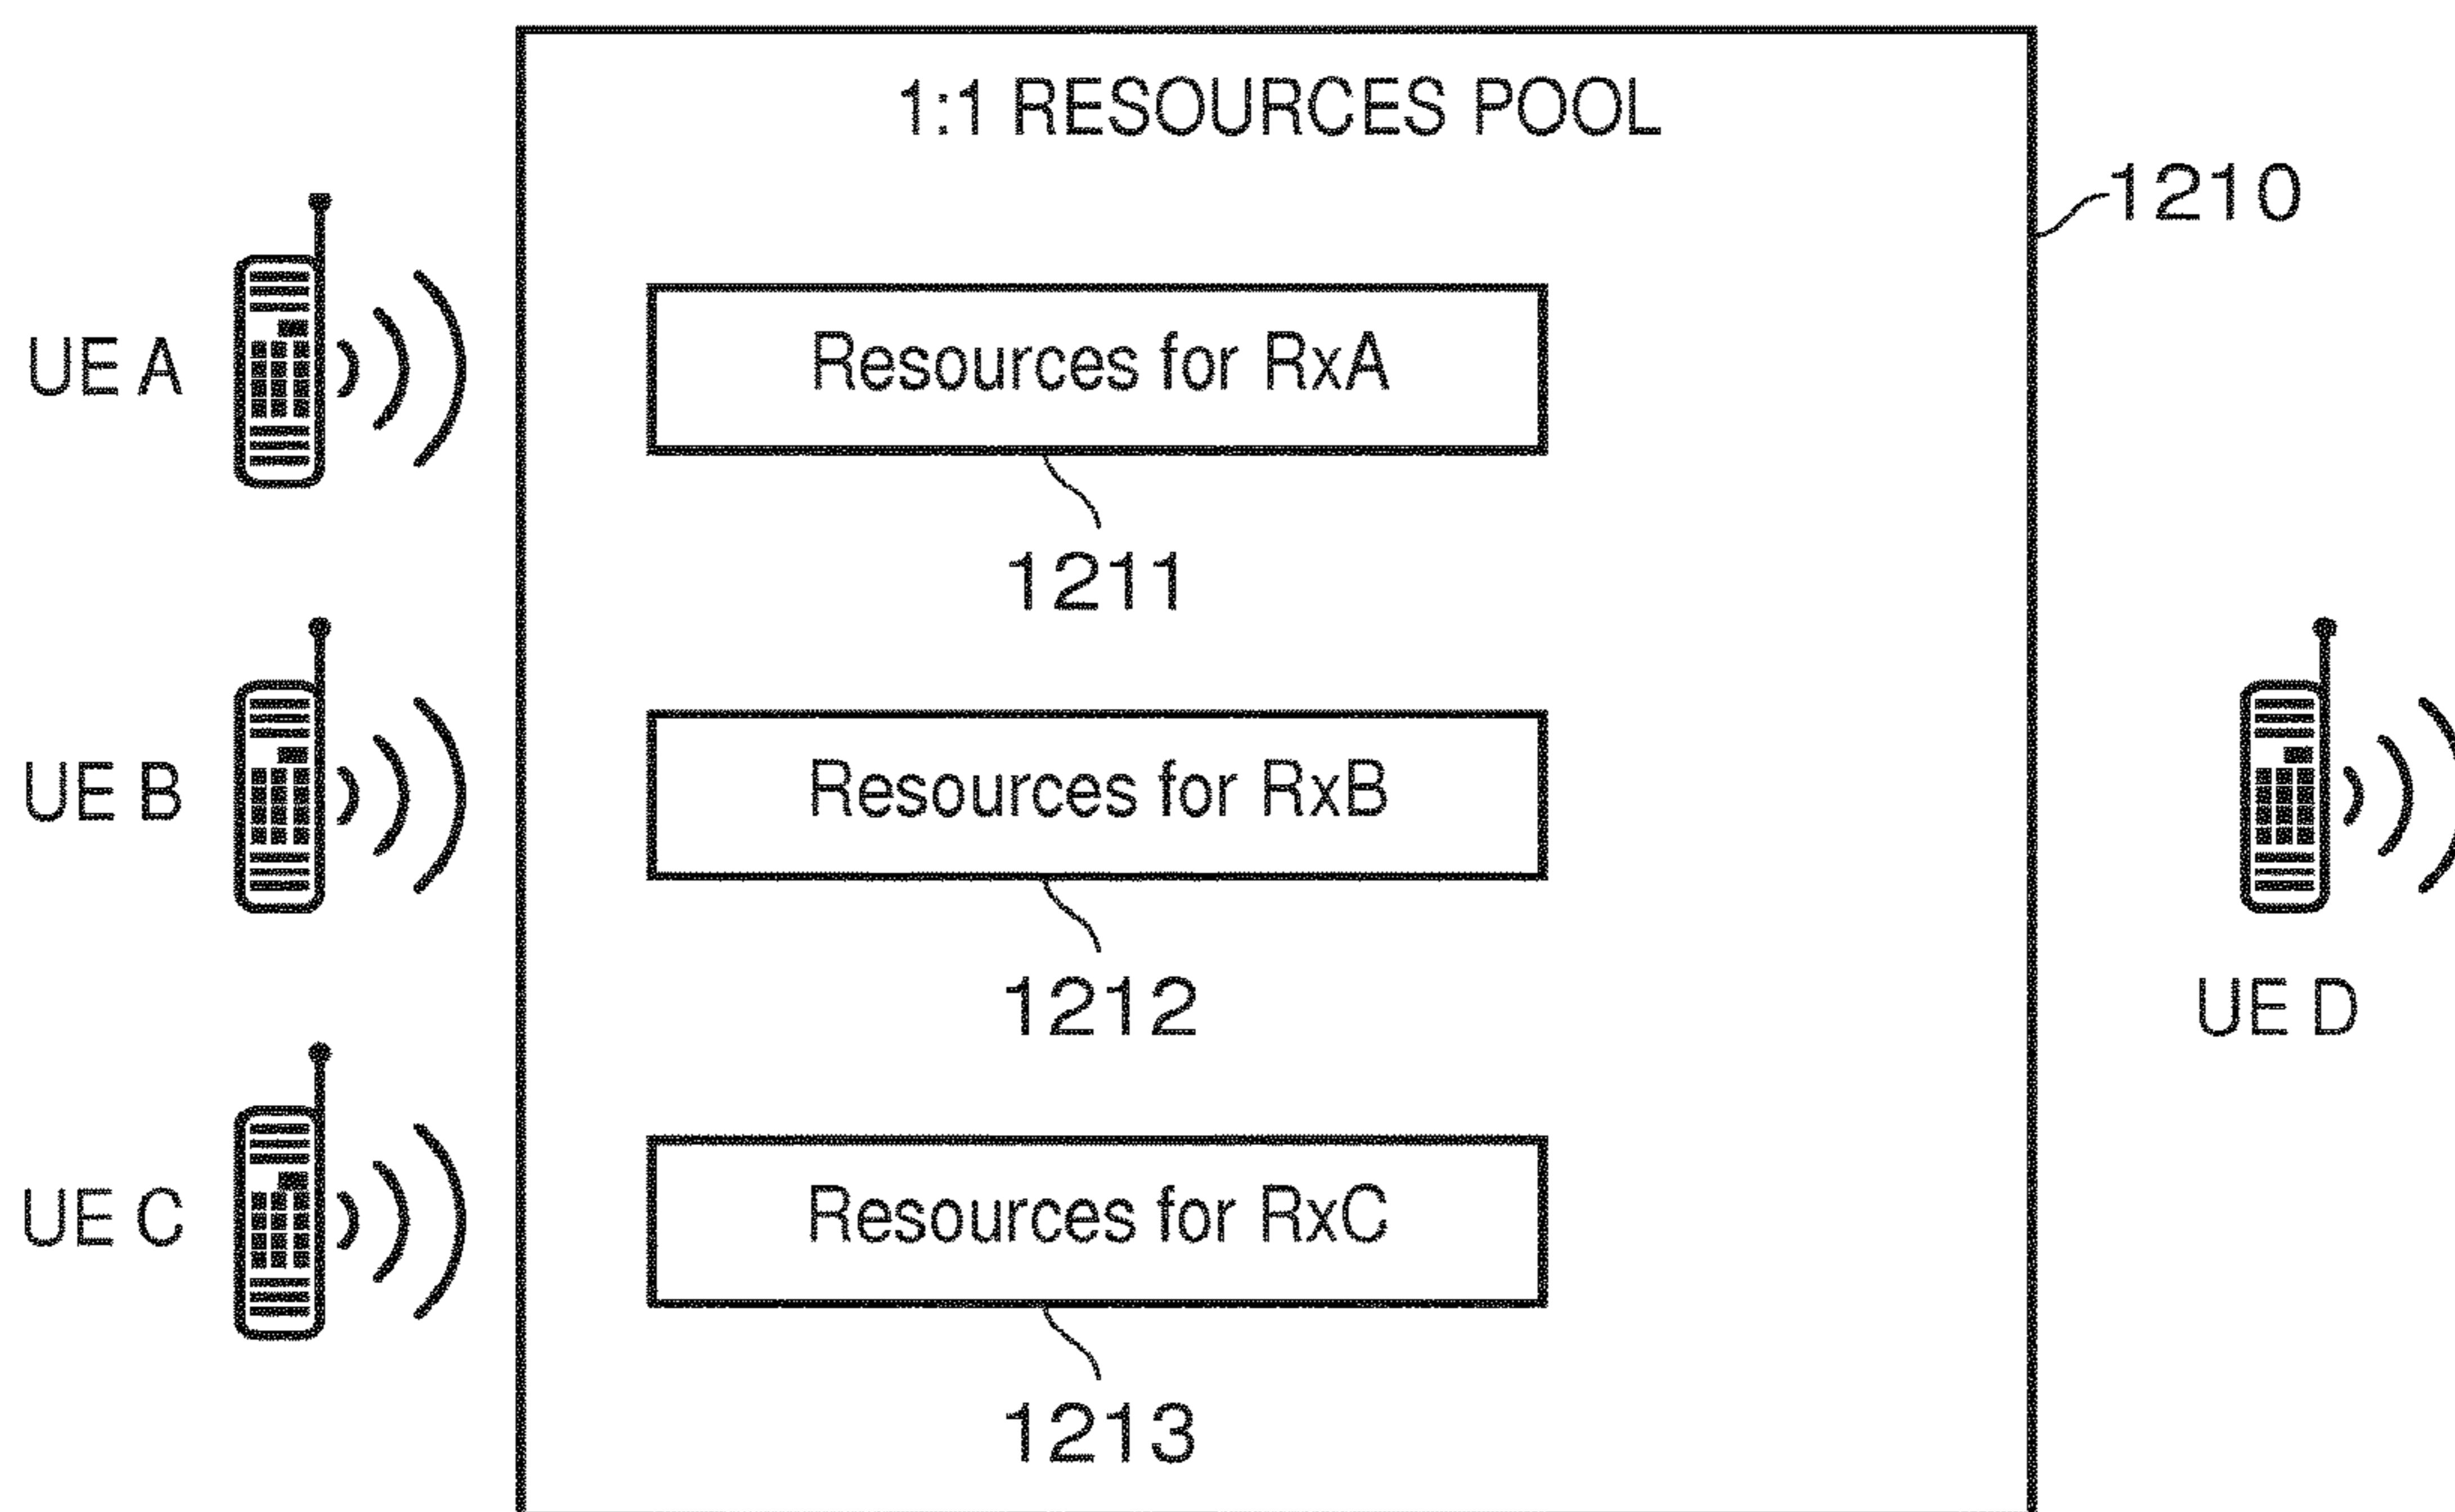 1:1 RESOURCES POOL
1210
UE A
Resources for RxA
1211
UE B
Resources for RxB
1212
UE D
UE C
Resources for RxC
1213